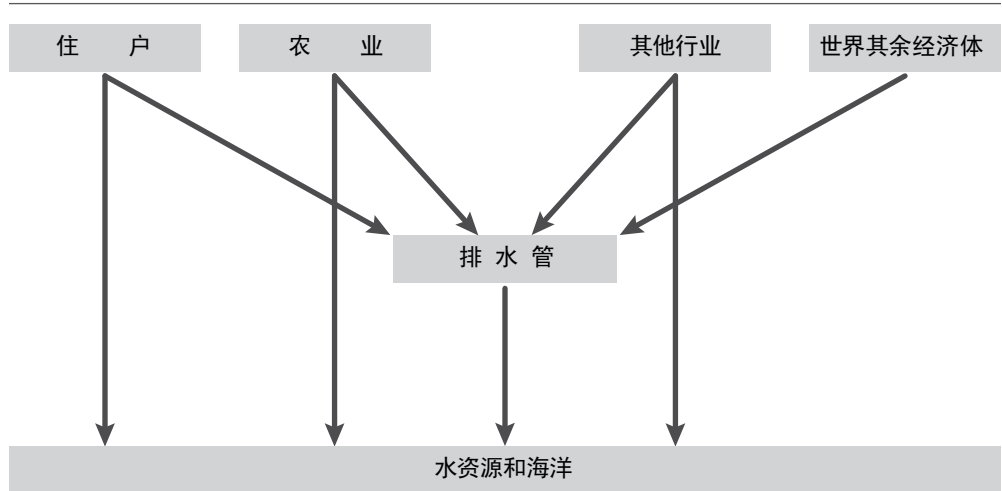 住 户
农 业
其他行业
世界其余经济体
排 水 管
水资源和海洋